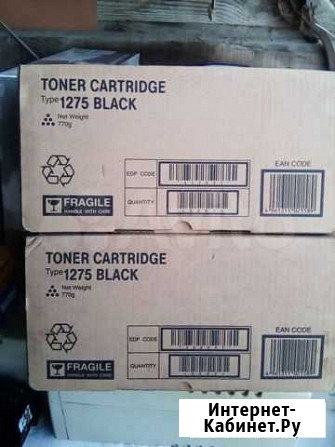 TONER CARTRIDGE
Type 1275 BLACK
Net Weight
770g
EDP CODE
EAN CODE
QUANTITY
FRAGILE
HANDLE WITH CARE
TONER CARTRIDGE
Type 1275 BLACK
Net Weight
770g
EDP CODE
EAN CODE
QUANTITY
FRAGILE
HANDLE WITH CARE
Интернет-
Кабинет.Ру